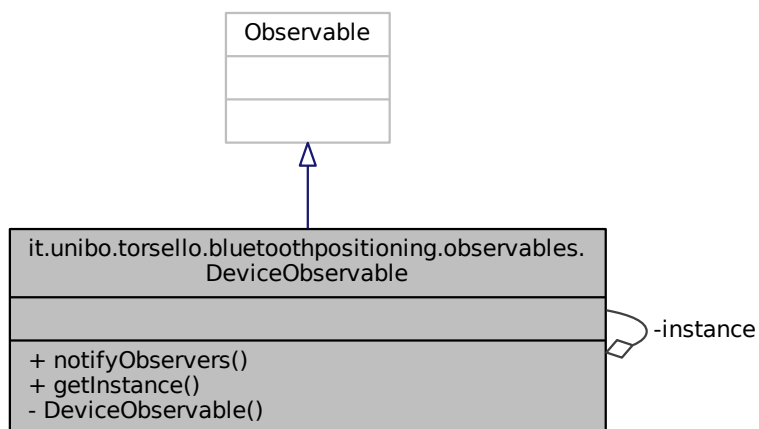 Observable
it.unibo.torsello.bluetoothpositioning.observables.
DeviceObservable
-instance
+ notifyObservers()
+ getInstance()
- DeviceObservable()